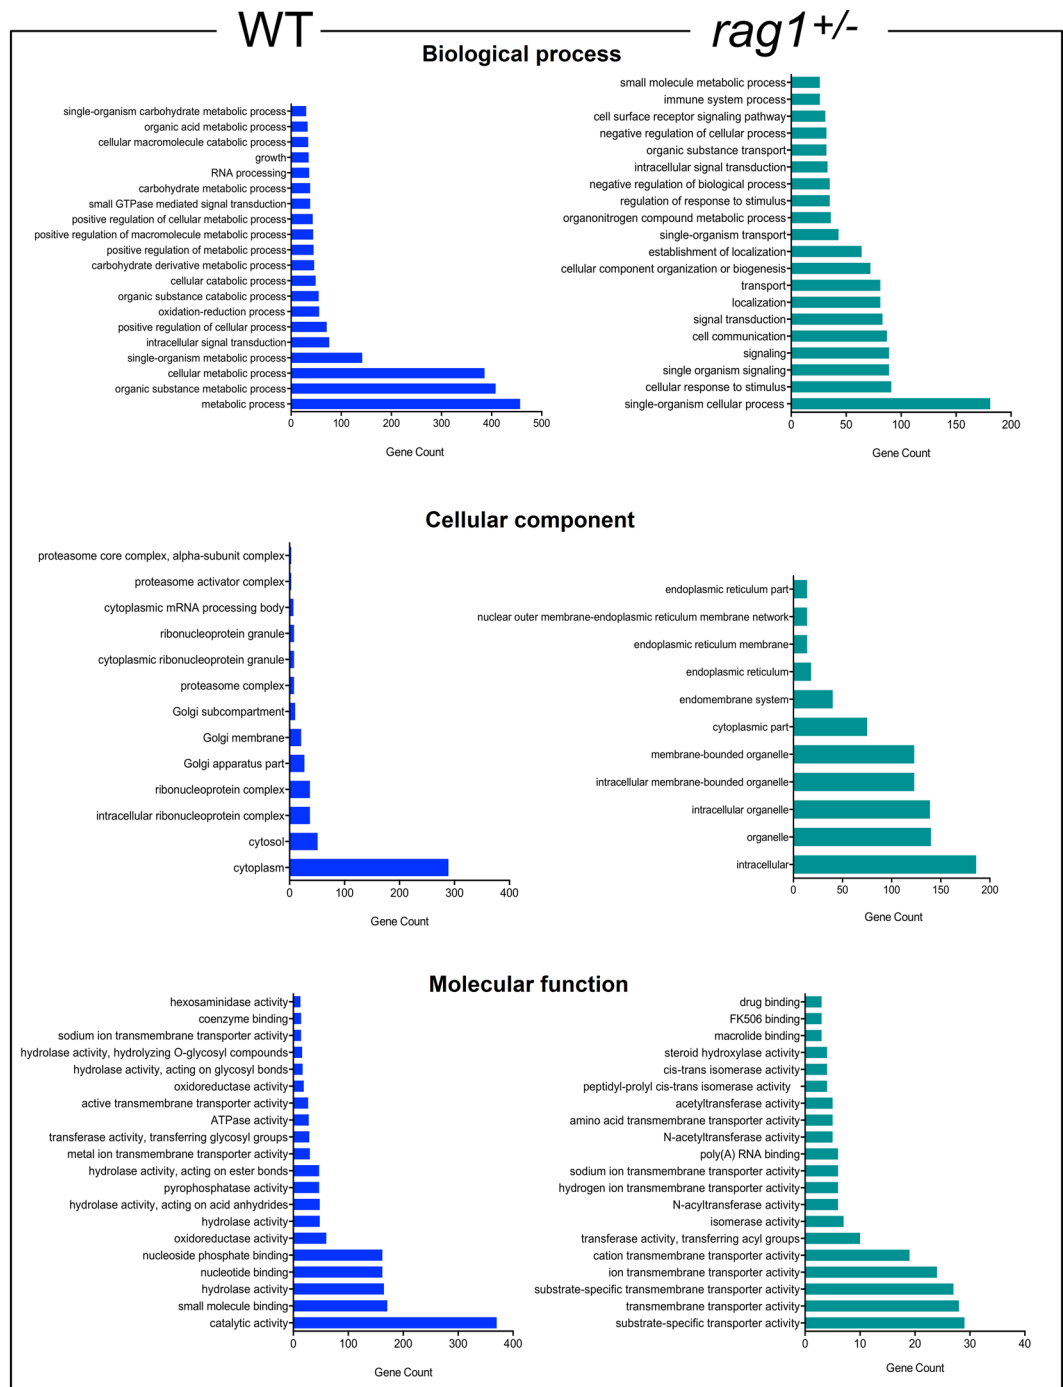 WT
rag1+/-
Biological process
single-organism carbohydrate metabolic process
organic acid metabolic process
cellular macromolecule catabolic process
growth
RNA processing
carbohydrate metabolic process
small GTPase mediated signal transduction
positive regulation of cellular metabolic process
positive regulation of macromolecule metabolic process
positive regulation of metabolic process
carbohydrate derivative metabolic process
cellular catabolic process
organic substance catabolic process
oxidation-reduction process
positive regulation of cellular process
intracellular signal transduction
single-organism metabolic process
cellular metabolic process
organic substance metabolic process
metabolic process
0 100 200 300 400 500
Gene Count
small molecule metabolic process
immune system process
cell surface receptor signaling pathway
negative regulation of cellular process
organic substance transport
intracellular signal transduction
negative regulation of biological process
regulation of response to stimulus
organonitrogen compound metabolic process
single-organism transport
establishment of localization
cellular component organization or biogenesis
transport
localization
signal transduction
cell communication
signaling
single organism signaling
cellular response to stimulus
single-organism cellular process
0 50 100 150 200
Gene Count
Cellular component
proteasome core complex, alpha-subunit complex
proteasome activator complex
cytoplasmic mRNA processing body
ribonucleoprotein granule
cytoplasmic ribonucleoprotein granule
proteasome complex
Golgi subcompartment
Golgi membrane
Golgi apparatus part
ribonucleoprotein complex
intracellular ribonucleoprotein complex
cytosol
cytoplasm
0 100 200 300 400
Gene Count
endoplasmic reticulum part
nuclear outer membrane-endoplasmic reticulum membrane network
endoplasmic reticulum membrane
endoplasmic reticulum
endomembrane system
cytoplasmic part
membrane-bounded organelle
intracellular membrane-bounded organelle
intracellular organelle
organelle
intracellular
0 50 100 150 200
Gene Count
Molecular function
hexosaminidase activity
coenzyme binding
sodium ion transmembrane transporter activity
hydrolase activity, hydrolyzing O-glycosyl compounds
hydrolase activity, acting on glycosyl bonds
oxidoreductase activity
active transmembrane transporter activity
ATPase activity
transferase activity, transferring glycosyl groups
metal ion transmembrane transporter activity
hydrolase activity, acting on ester bonds
pyrophosphatase activity
hydrolase activity, acting on acid anhydrides
hydrolase activity
oxidoreductase activity
nucleoside phosphate binding
nucleotide binding
hydrolase activity
small molecule binding
catalytic activity
0 100 200 300 400
Gene Count
drug binding
FK506 binding
macrolide binding
steroid hydroxylase activity
cis-trans isomerase activity
peptidyl-prolyl cis-trans isomerase activity
acetyltransferase activity
amino acid transmembrane transporter activity
N-acetyltransferase activity
poly(A) RNA binding
sodium ion transmembrane transporter activity
hydrogen ion transmembrane transporter activity
N-acyltransferase activity
isomerase activity
transferase activity, transferring acyl groups
cation transmembrane transporter activity
ion transmembrane transporter activity
substrate-specific transmembrane transporter activity
transmembrane transporter activity
substrate-specific transporter activity
0 10 20 30 40
Gene Count